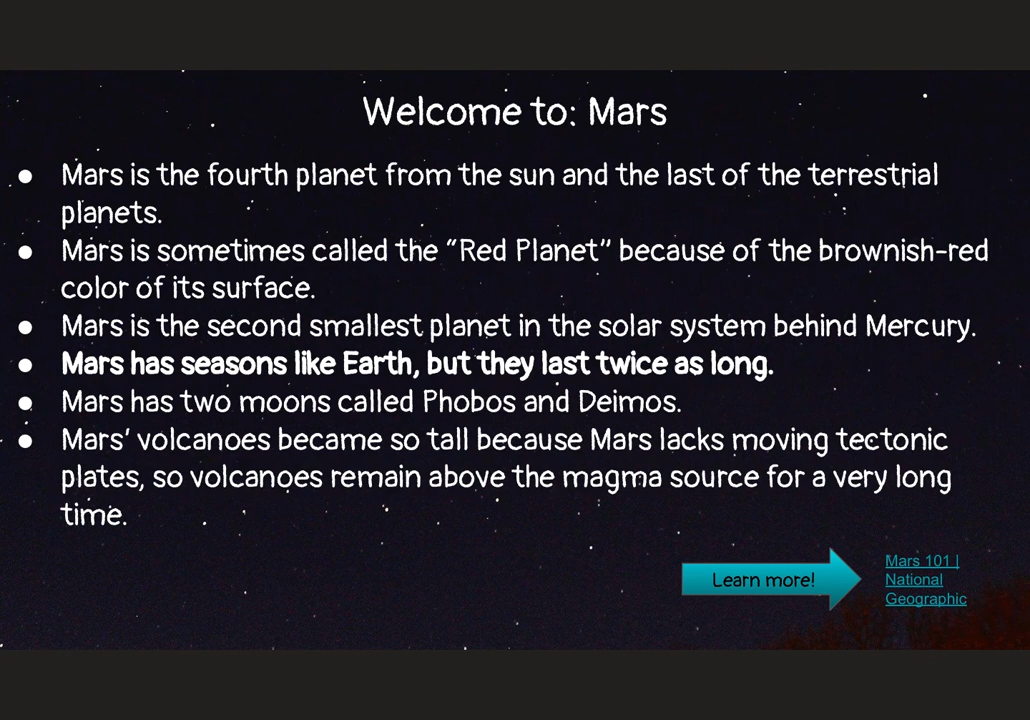 Welcome to: Mars
● Mars is the fourth planet from the sun and the last of the terrestrial
planets.
● Mars is sometimes called the “Red Planet” because of the brownish-red
color of its surface.
● Mars is the second smallest planet in the solar system behind Mercury.
● Mars has seasons like Earth, but they last twice as long.
● Mars has two moons called Phobos and Deimos.
● Mars’ volcanoes became so tall because Mars lacks moving tectonic
plates, so volcanoes remain above the magma source for a very long
time.
Learn more!
Mars 101 |
National
Geographic